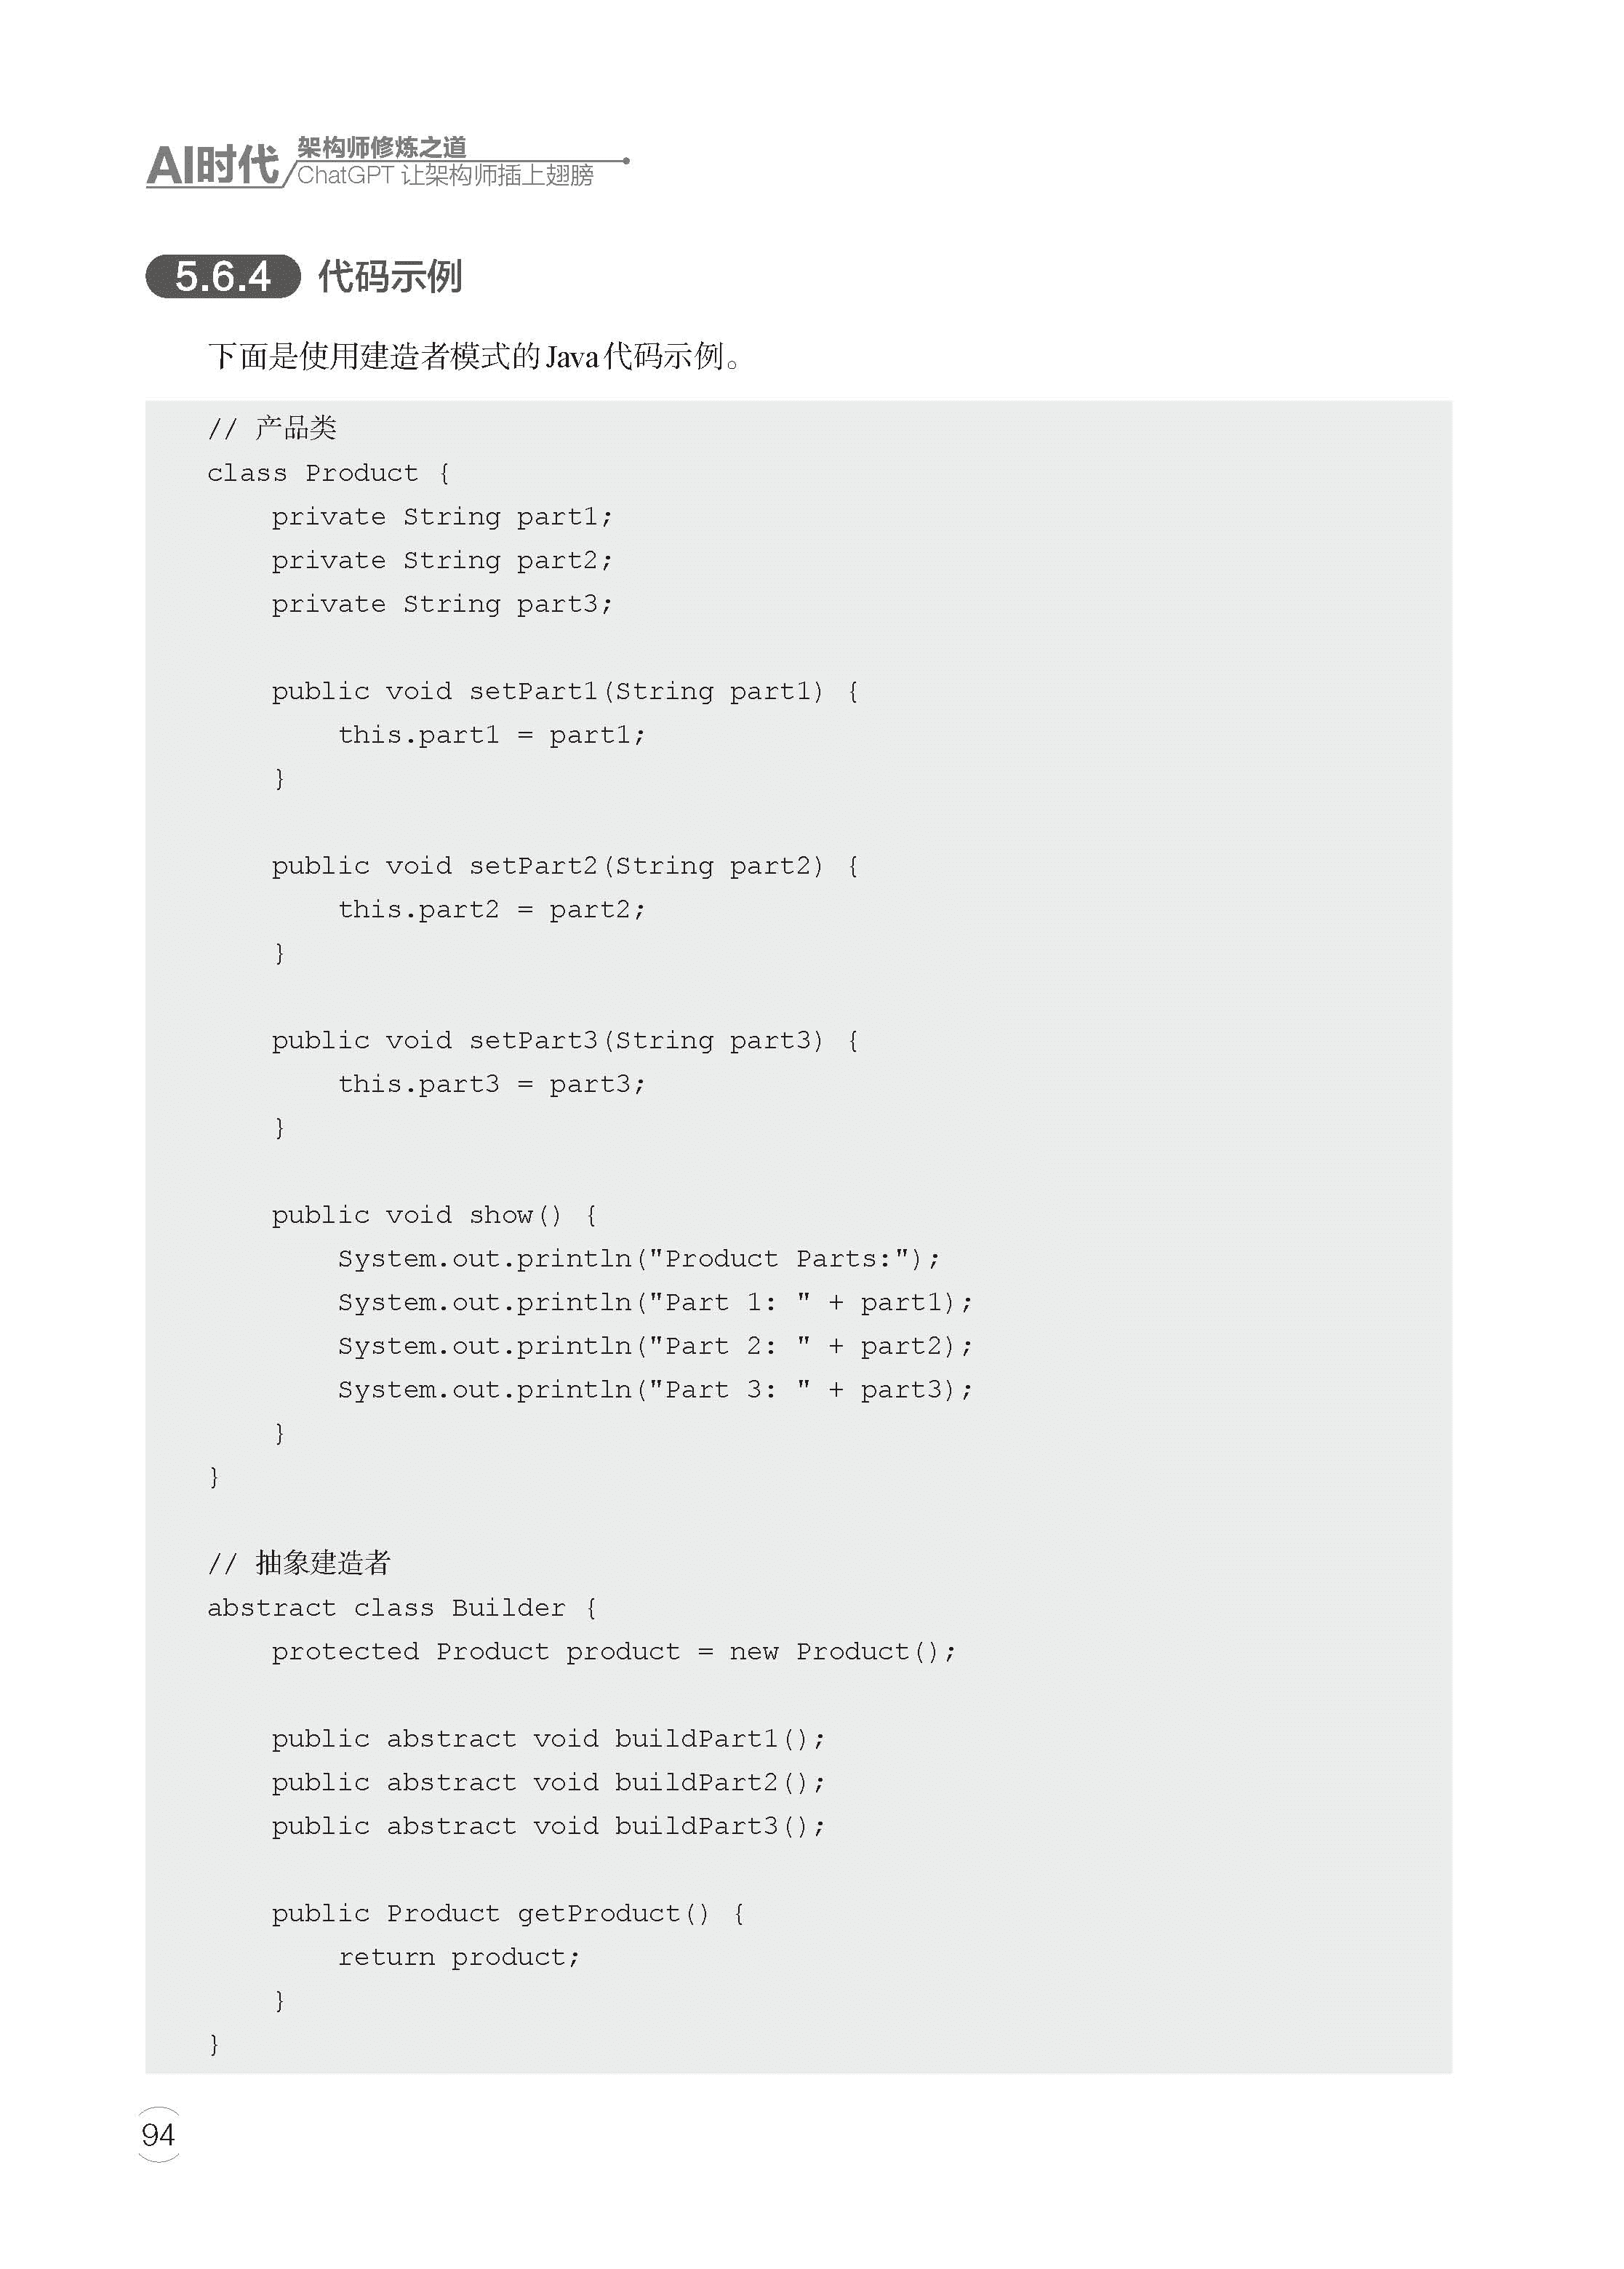 AI时代
架构师修炼之道
ChatGPT 让架构师插上翅膀
5.6.4 代码示例
下面是使用建造者模式的Java代码示例。
// 产品类
class Product {
    private String part1;
    private String part2;
    private String part3;

    public void setPart1(String part1) {
        this.part1 = part1;
    }

    public void setPart2(String part2) {
        this.part2 = part2;
    }

    public void setPart3(String part3) {
        this.part3 = part3;
    }

    public void show() {
        System.out.println("Product Parts:");
        System.out.println("Part 1: " + part1);
        System.out.println("Part 2: " + part2);
        System.out.println("Part 3: " + part3);
    }
}

// 抽象建造者
abstract class Builder {
    protected Product product = new Product();

    public abstract void buildPart1();
    public abstract void buildPart2();
    public abstract void buildPart3();

    public Product getProduct() {
        return product;
    }
}
94